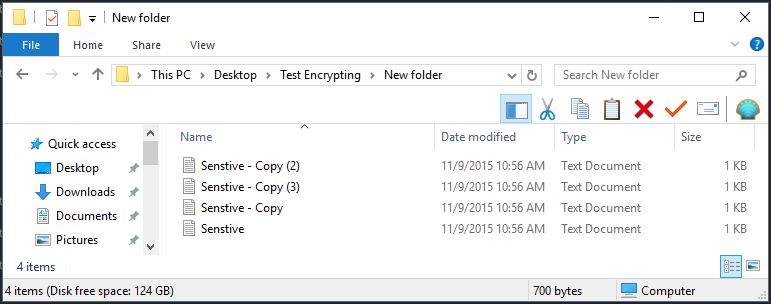 New folder
File Home Share View
This PC Desktop Test Encrypting New folder Search New folder
Name Date modified Type Size
Quick access
Desktop
Downloads
Documents
Pictures
Senstive - Copy (2) 11/9/2015 10:56 AM Text Document 1 KB
Senstive - Copy (3) 11/9/2015 10:56 AM Text Document 1 KB
Senstive - Copy 11/9/2015 10:56 AM Text Document 1 KB
Senstive 11/9/2015 10:56 AM Text Document 1 KB
4 items
4 items (Disk free space: 124 GB) 700 bytes Computer